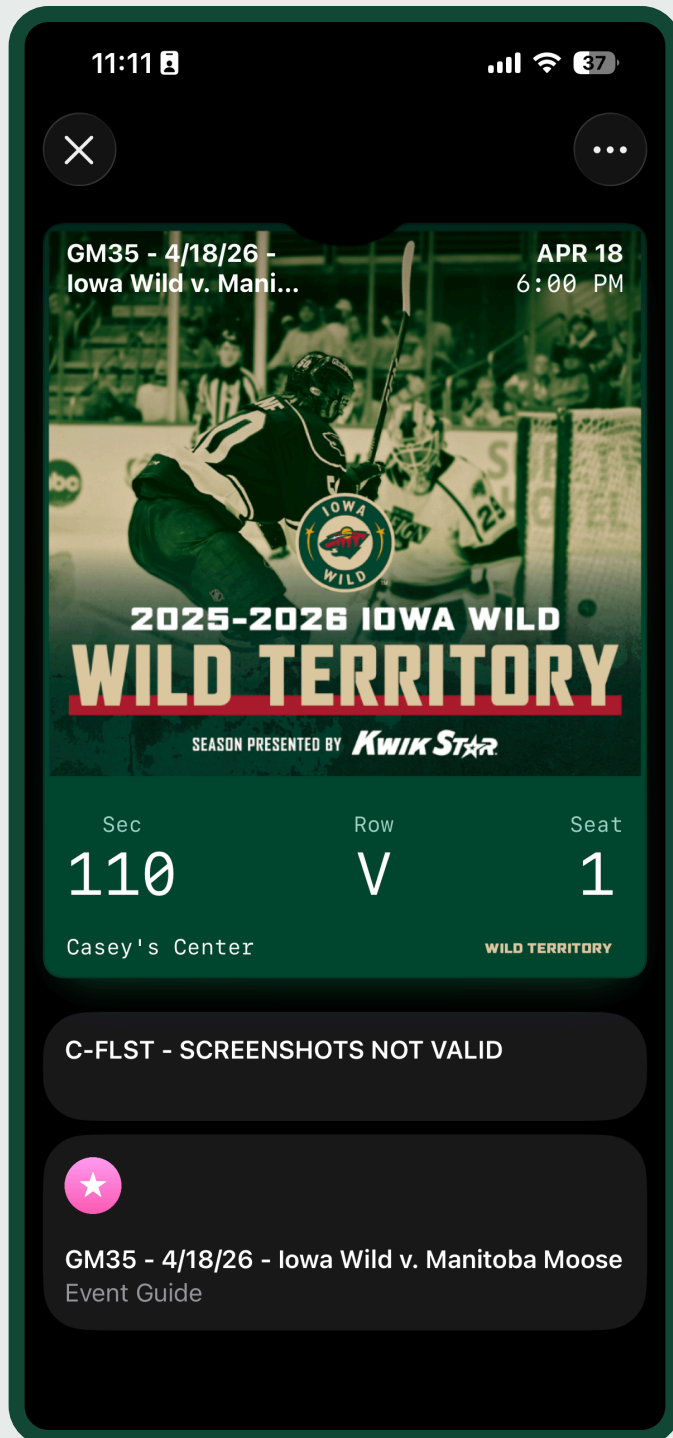 11:11
37
GM35 - 4/18/26 -
Iowa Wild v. Mani...
APR 18
6:00 PM
abc
IOWA
WILD
2025-2026 IOWA WILD
WILD TERRITORY
SEASON PRESENTED BY KWIK STAR
Sec
Row
Seat
110
V
1
Casey's Center
WILD TERRITORY
C-FLST - SCREENSHOTS NOT VALID
GM35 - 4/18/26 - Iowa Wild v. Manitoba Moose
Event Guide